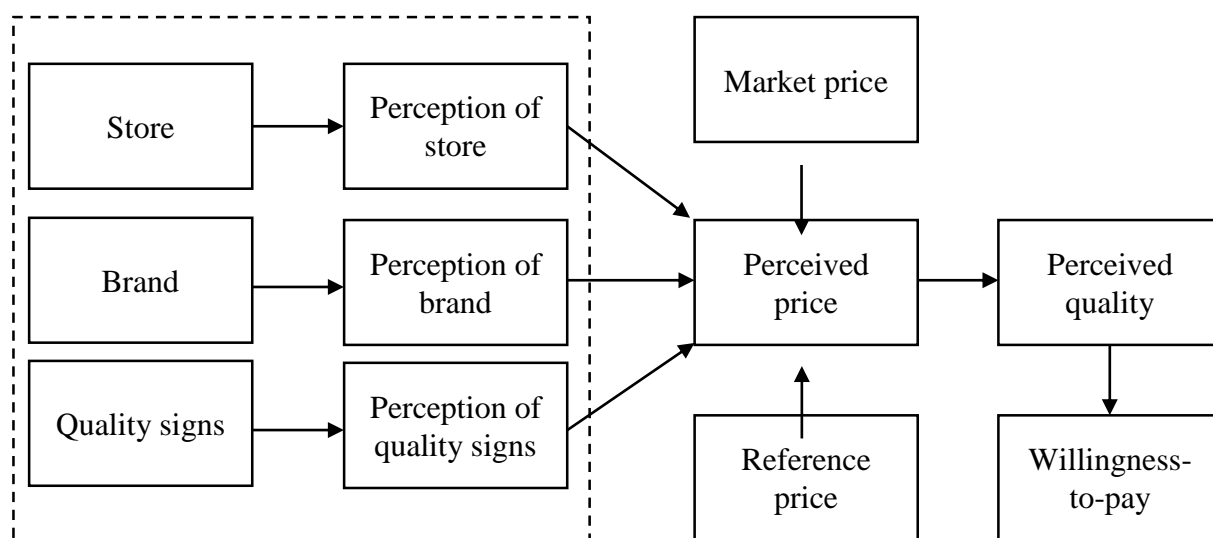 Store
Perception of
store
Market price
Brand
Perception of
brand
Perceived
price
Perceived
quality
Quality signs
Perception of
quality signs
Reference
price
Willingness-
to-pay